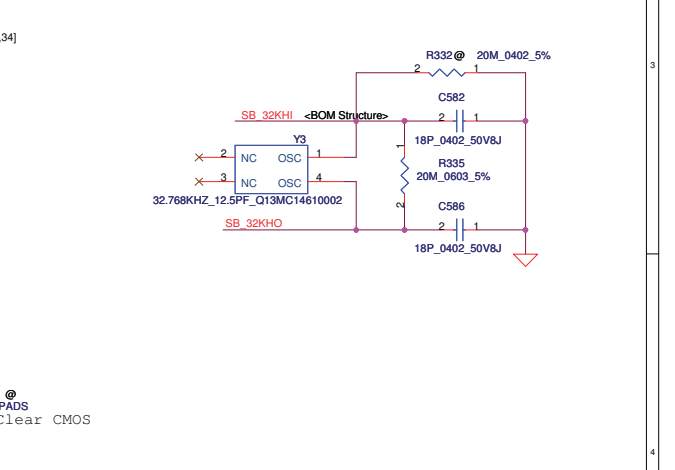 ,34]
R332@ 20M_0402_5%
2 1
3
C582
SB_32KHI <BOM Structure> 2 1
18P_0402_50V8J
Y3
1
2 NC OSC 1
R335
20M_0603_5%
3 NC OSC 4
32.768KHZ_12.5PF_Q13MC14610002
2
C586
SB_32KHO 2 1
18P_0402_50V8J
@
PADS
Clear CMOS
4